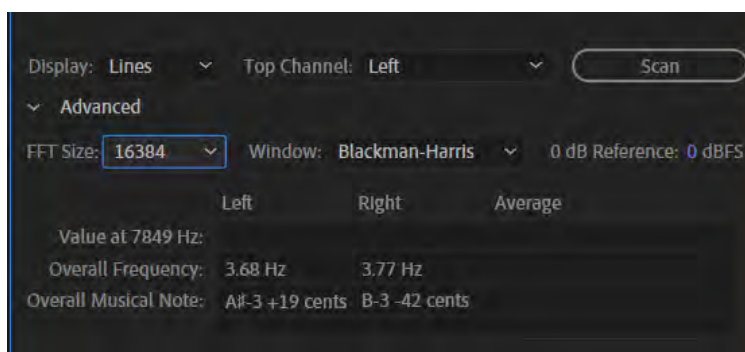 Display: Lines Top Channel: Left Scan
Advanced
FFT Size: 16384 Window: Blackman-Harris 0 dB Reference: 0 dBFS
Left Right Average
Value at 7849 Hz:
Overall Frequency: 3.68 Hz 3.77 Hz
Overall Musical Note: A#-3 +19 cents B-3 -42 cents